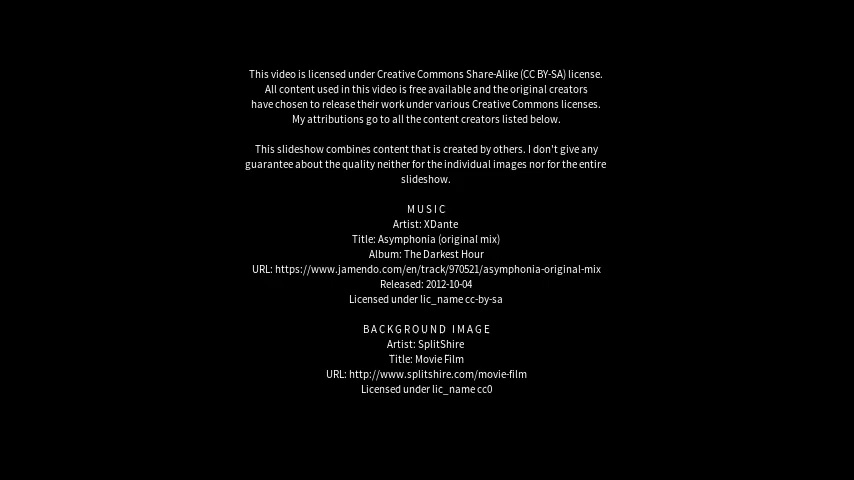 This video is licensed under Creative Commons Share-Alike (CC BY-SA) license.
All content used in this video is free available and the original creators
have chosen to release their work under various Creative Commons licenses.
My attributions go to all the content creators listed below.
This slideshow combines content that is created by others. I don't give any
guarantee about the quality neither for the individual images nor for the entire
slideshow.
MUSIC
Artist: XDante
Title: Asymphonia (original mix)
Album: The Darkest Hour
URL: https://www.jamendo.com/en/track/970521/asymphonia-original-mix
Released: 2012-10-04
Licensed under lic_name cc-by-sa
BACKGROUND IMAGE
Artist: SplitShire
Title: Movie Film
URL: http://www.splitshire.com/movie-film
Licensed under lic_name cc0